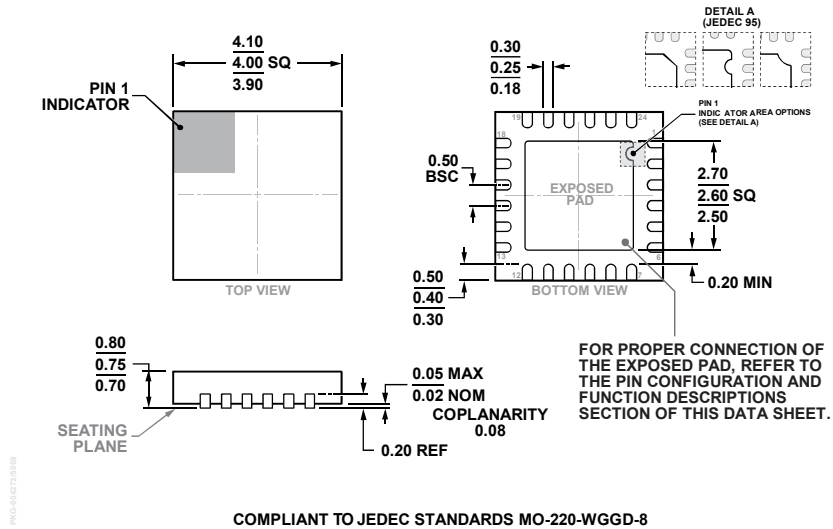 DETAIL A
(JEDEC 95)
4.10
4.00 SQ
3.90
0.30
0.25
0.18
PIN 1
INDICATOR
PIN 1
INDIC ATOR AREA OPTIONS
(SEE DETAIL A)
19
24
18
1
0.50
BSC
EXPOSED
PAD
2.70
2.60 SQ
2.50
13
6
12
7
0.50
0.40
0.30
0.20 MIN
TOP VIEW
BOTTOM VIEW
0.80
0.75
0.70
0.05 MAX
0.02 NOM
COPLANARITY
0.08
SEATING
PLANE
0.20 REF
FOR PROPER CONNECTION OF
THE EXPOSED PAD, REFER TO
THE PIN CONFIGURATION AND
FUNCTION DESCRIPTIONS
SECTION OF THIS DATA SHEET.
PKG-004273/5069
COMPLIANT TO JEDEC STANDARDS MO-220-WGGD-8